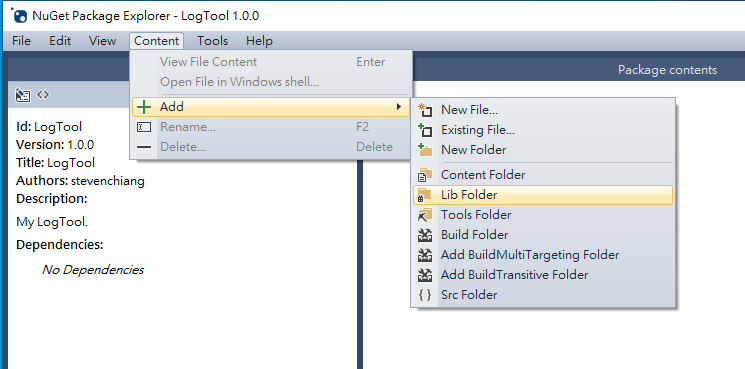 NuGet Package Explorer - LogTool 1.0.0
File Edit View Content Tools Help
View File Content Enter
Open File in Windows shell...
Add
Rename... F2
Delete... Delete
New File...
Existing File...
New Folder
Content Folder
Lib Folder
Tools Folder
Build Folder
Add BuildMultiTargeting Folder
Add BuildTransitive Folder
Src Folder
Package contents
Id: LogTool
Version: 1.0.0
Title: LogTool
Authors: stevenchiang
Description:
My LogTool.
Dependencies:
No Dependencies